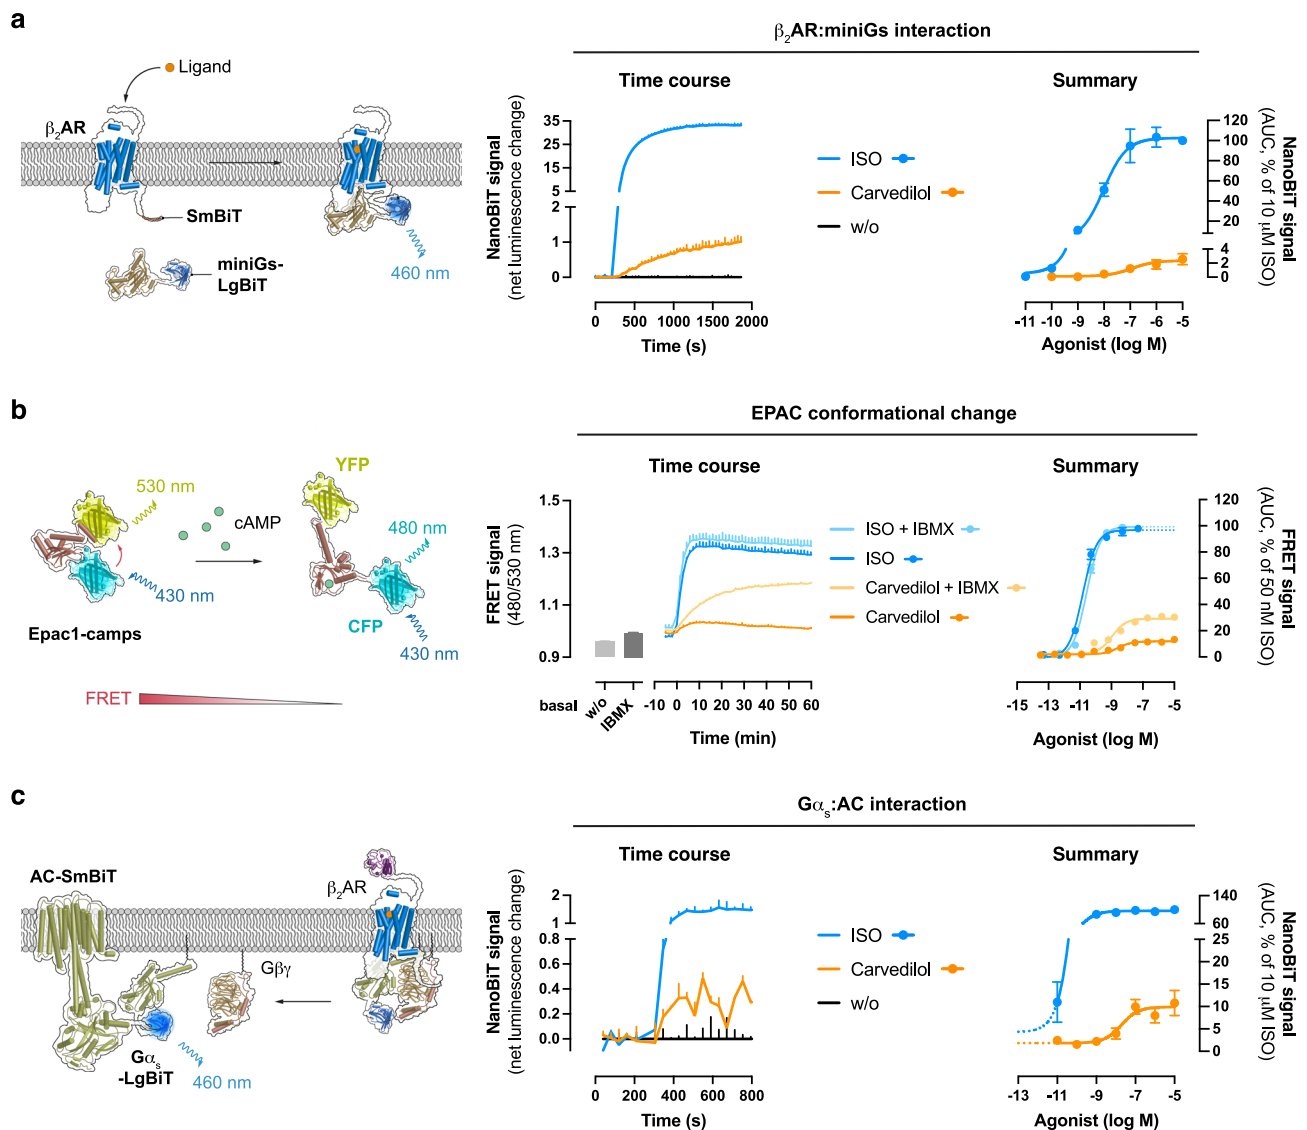 a
β₂AR:miniGs interaction
Ligand
β₂AR
SmBiT
miniGs-
LgBiT
460 nm
Time course
NanoBiT signal
(net luminescence change)
35
25
15
5
2
1
0
0 500 1000 1500 2000
Time (s)
ISO
Carvedilol
w/o
Summary
120
100
80
60
40
20
4
2
0
NanoBiT signal
(AUC, % of 10 μM ISO)
-11 -10 -9 -8 -7 -6 -5
Agonist (log M)
b
EPAC conformational change
530 nm
YFP
cAMP
480 nm
430 nm
Epac1-camps
CFP
430 nm
FRET
Time course
FRET signal
(480/530 nm)
1.5
1.3
1.1
0.9
basal
w/o
IBMX
-10 0 10 20 30 40 50 60
Time (min)
ISO + IBMX
ISO
Carvedilol + IBMX
Carvedilol
Summary
120
100
80
60
40
20
0
FRET signal
(AUC, % of 50 nM ISO)
-15 -13 -11 -9 -7 -5
Agonist (log M)
c
Gαₛ:AC interaction
AC-SmBiT
β₂AR
Gβγ
Gαₛ
-LgBiT
460 nm
Time course
NanoBiT signal
(net luminescence change)
2
1
0.8
0.6
0.4
0.2
0.0
0 200 400 600 800
Time (s)
ISO
Carvedilol
w/o
Summary
140
60
25
20
15
10
5
0
NanoBiT signal
(AUC, % of 10 μM ISO)
-13 -11 -9 -7 -5
Agonist (log M)